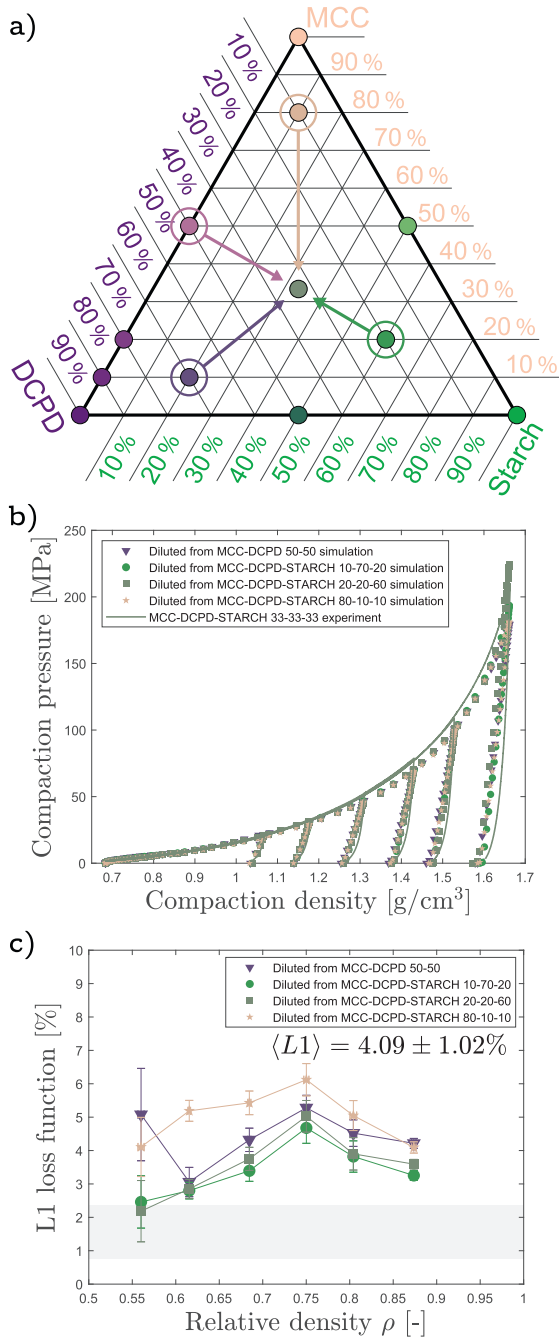 a)
MCC
10 %
20 %
30 %
40 %
50 %
60 %
70 %
80 %
90 %
DCPD
90 %
80 %
70 %
60 %
50 %
40 %
30 %
20 %
10 %
10 %
20 %
30 %
40 %
50 %
60 %
70 %
80 %
90 %
Starch
b)
Compaction pressure [MPa]
250
200
150
100
50
0
Diluted from MCC-DCPD 50-50 simulation
Diluted from MCC-DCPD-STARCH 10-70-20 simulation
Diluted from MCC-DCPD-STARCH 20-20-60 simulation
Diluted from MCC-DCPD-STARCH 80-10-10 simulation
MCC-DCPD-STARCH 33-33-33 experiment
0.7 0.8 0.9 1 1.1 1.2 1.3 1.4 1.5 1.6 1.7
Compaction density [g/cm³]
c)
L1 loss function [%]
10
9
8
7
6
5
4
3
2
1
0
Diluted from MCC-DCPD 50-50
Diluted from MCC-DCPD-STARCH 10-70-20
Diluted from MCC-DCPD-STARCH 20-20-60
Diluted from MCC-DCPD-STARCH 80-10-10
⟨L1⟩ = 4.09 ± 1.02%
0.5 0.55 0.6 0.65 0.7 0.75 0.8 0.85 0.9 0.95 1
Relative density ρ [-]